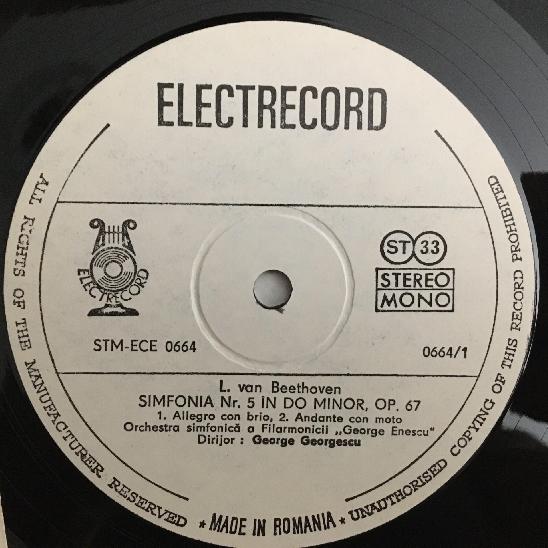 ELECTRECORD
ELECTRECORD
ST 33
STEREO
MONO
STM-ECE 0664
0664/1
L. van Beethoven
SIMFONIA Nr. 5 IN DO MINOR, OP. 67
1. Allegro con brio, 2. Andante con moto
Orchestra simfonică a Filarmonicii „George Enescu"
Dirijor : George Georgescu
ALL RIGHTS OF THE MANUFACTURER RESERVED ★ MADE IN ROMANIA ★ UNAUTHORISED COPYING OF THIS RECORD PROHIBITED